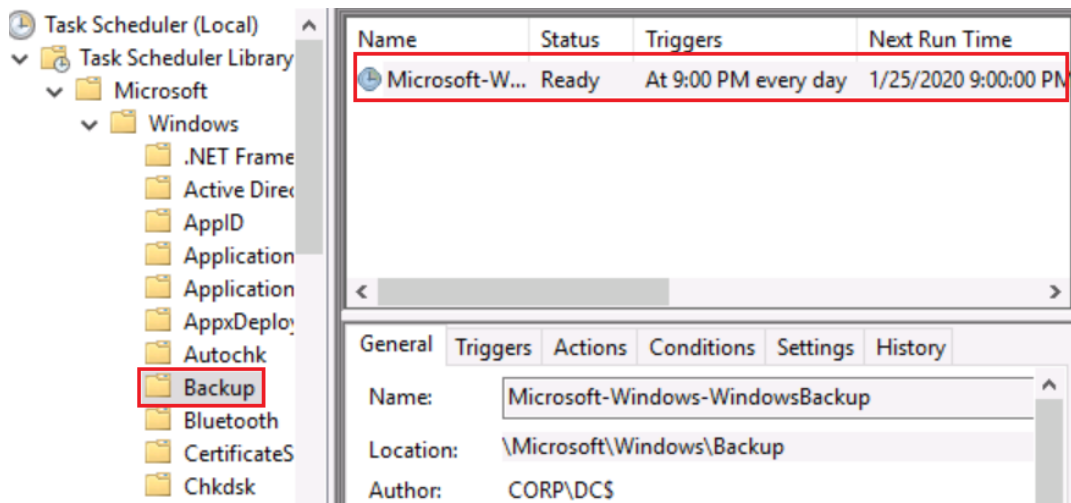 Task Scheduler (Local)
Task Scheduler Library
Microsoft
Windows
.NET Frame
Active Direc
AppID
Application
Application
AppxDeploy
Autochk
Backup
Bluetooth
CertificateS
Chkdsk
Name Status Triggers Next Run Time
Microsoft-W... Ready At 9:00 PM every day 1/25/2020 9:00:00 PM
General Triggers Actions Conditions Settings History
Name: Microsoft-Windows-WindowsBackup
Location: \Microsoft\Windows\Backup
Author: CORP\DC$